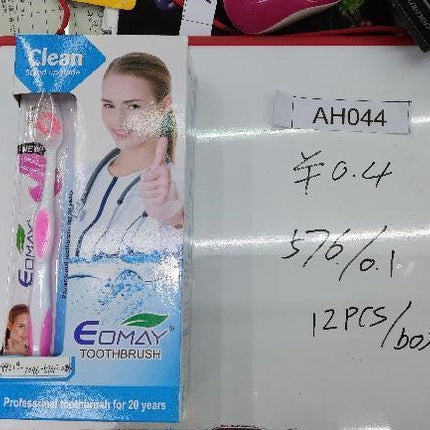 Clean
AH044
￥0.4
576/0.1
12PCS/box
NEW
EOMAY
EOMAY
TOOTHBRUSH
Professional toothbrush for 20 years